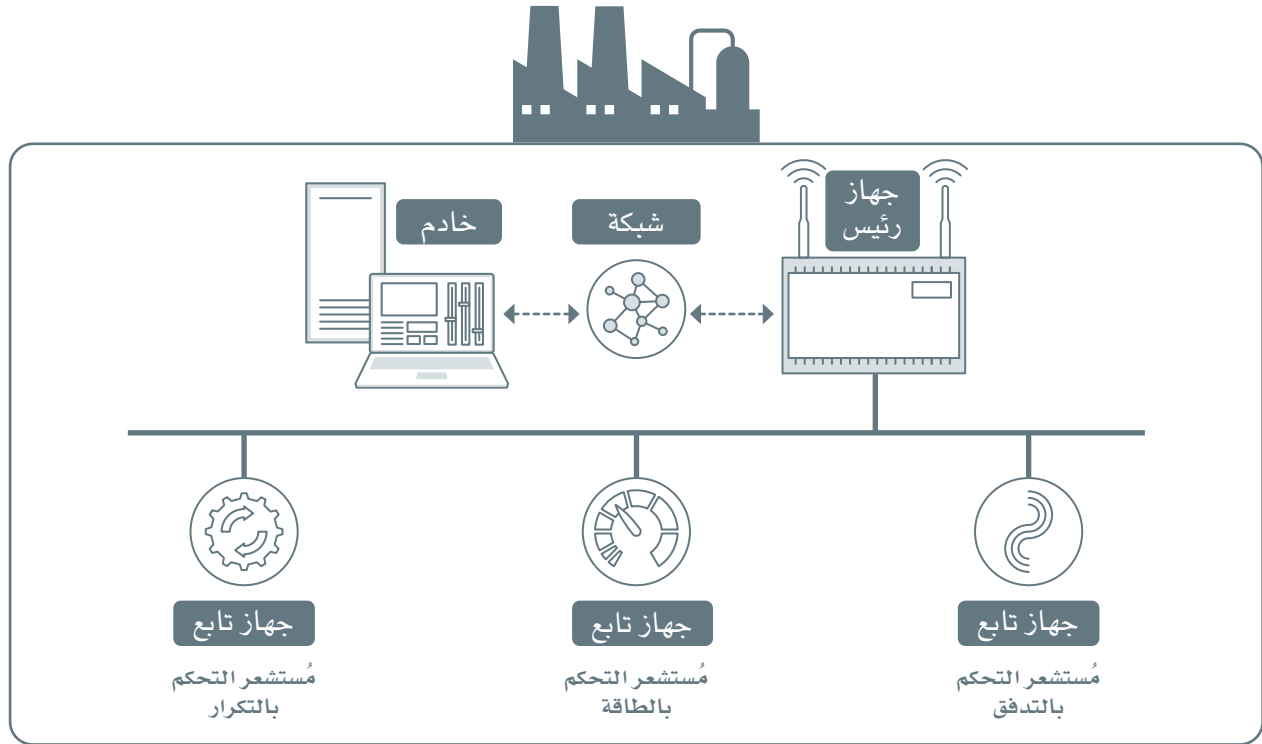 جهاز
رئيس
شبكة
خادم
جهاز تابع
مُستشعر التحكم
بالتدفق
جهاز تابع
مُستشعر التحكم
بالطاقة
جهاز تابع
مُستشعر التحكم
بالتكرار